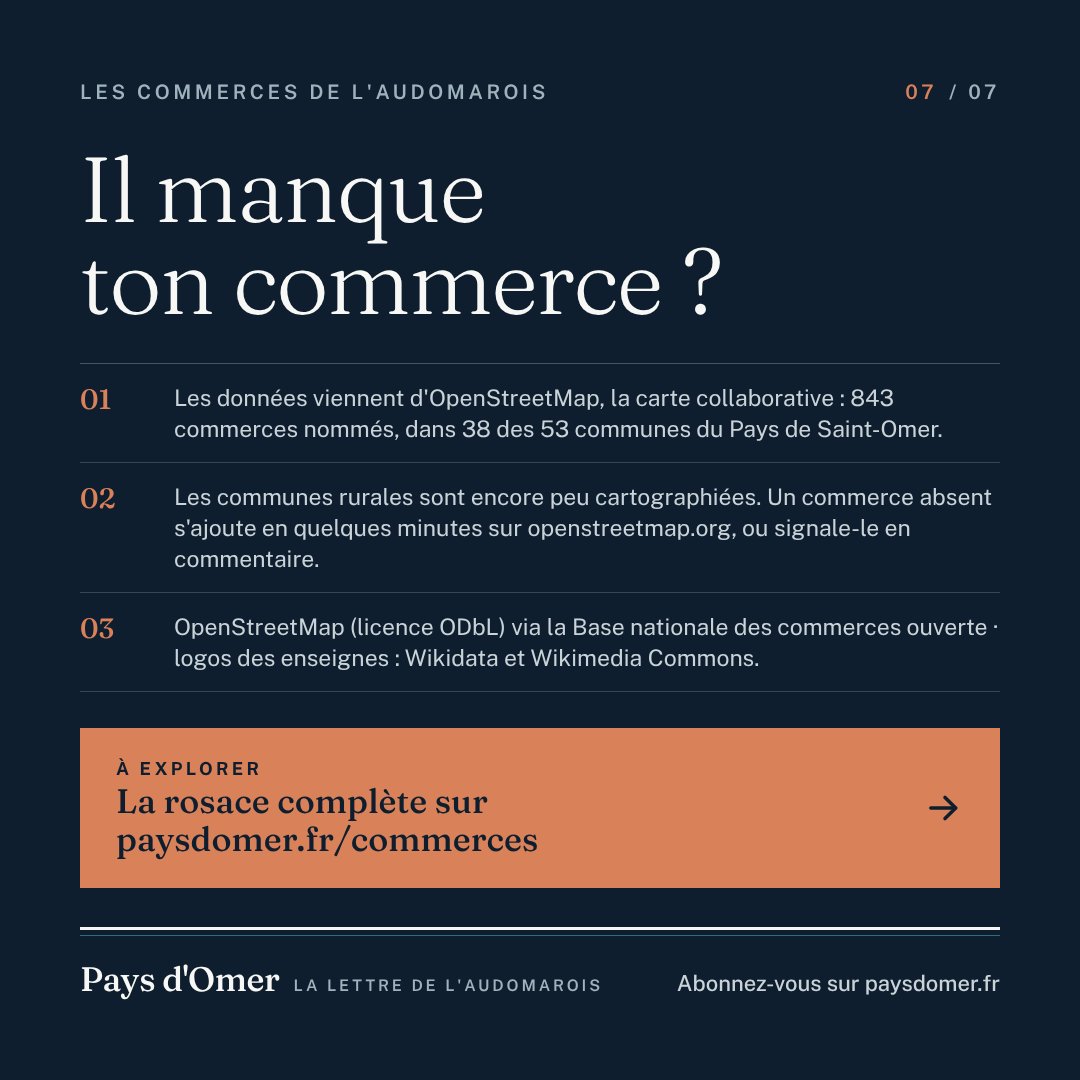 LES COMMERCES DE L'AUDOMAROIS
07 / 07
Il manque
ton commerce ?
01
Les données viennent d'OpenStreetMap, la carte collaborative : 843
commerces nommés, dans 38 des 53 communes du Pays de Saint-Omer.
02
Les communes rurales sont encore peu cartographiées. Un commerce absent
s'ajoute en quelques minutes sur openstreetmap.org, ou signale-le en
commentaire.
03
OpenStreetMap (licence ODbL) via la Base nationale des commerces ouverte ·
logos des enseignes : Wikidata et Wikimedia Commons.
À EXPLORER
La rosace complète sur
paysdomer.fr/commerces
→
Pays d'Omer LA LETTRE DE L'AUDOMAROIS
Abonnez-vous sur paysdomer.fr